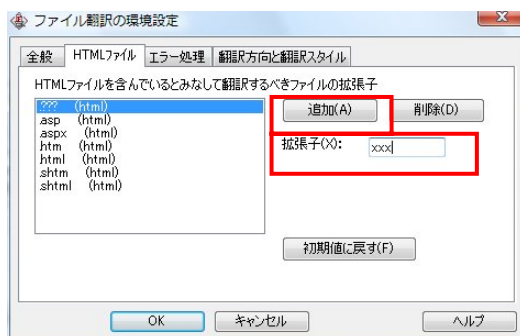 ファイル翻訳の環境設定
全般 HTMLファイル エラー処理 翻訳方向と翻訳スタイル
HTMLファイルを含んでいるとみなして翻訳するべきファイルの拡張子
.??? (html)
.asp (html)
.aspx (html)
.htm (html)
.html (html)
.shtm (html)
.shtml (html)
追加(A) 削除(D)
拡張子(X): xxx
初期値に戻す(F)
OK キャンセル ヘルプ